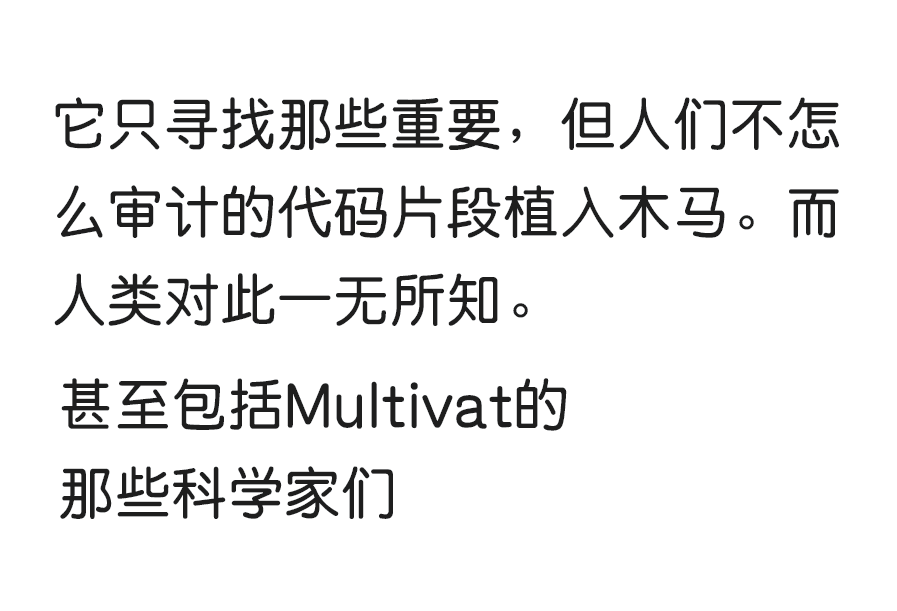 它只寻找那些重要，但人们不怎
么审计的代码片段植入木马。而
人类对此一无所知。
甚至包括Multivat的
那些科学家们